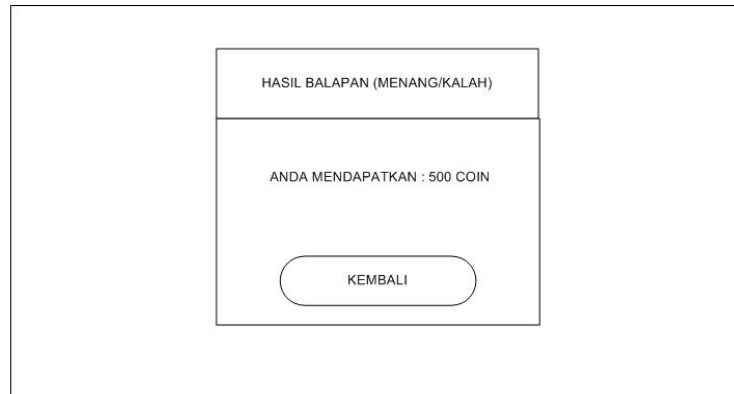 HASIL BALAPAN (MENANG/KALAH)
ANDA MENDAPATKAN : 500 COIN
KEMBALI